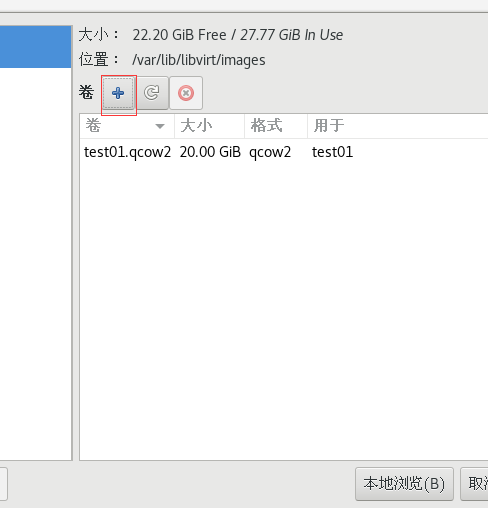 大小： 22.20 GiB Free / 27.77 GiB In Use
位置： /var/lib/libvirt/images
卷
卷 大小 格式 用于
test01.qcow2 20.00 GiB qcow2 test01
本地浏览(B) 取